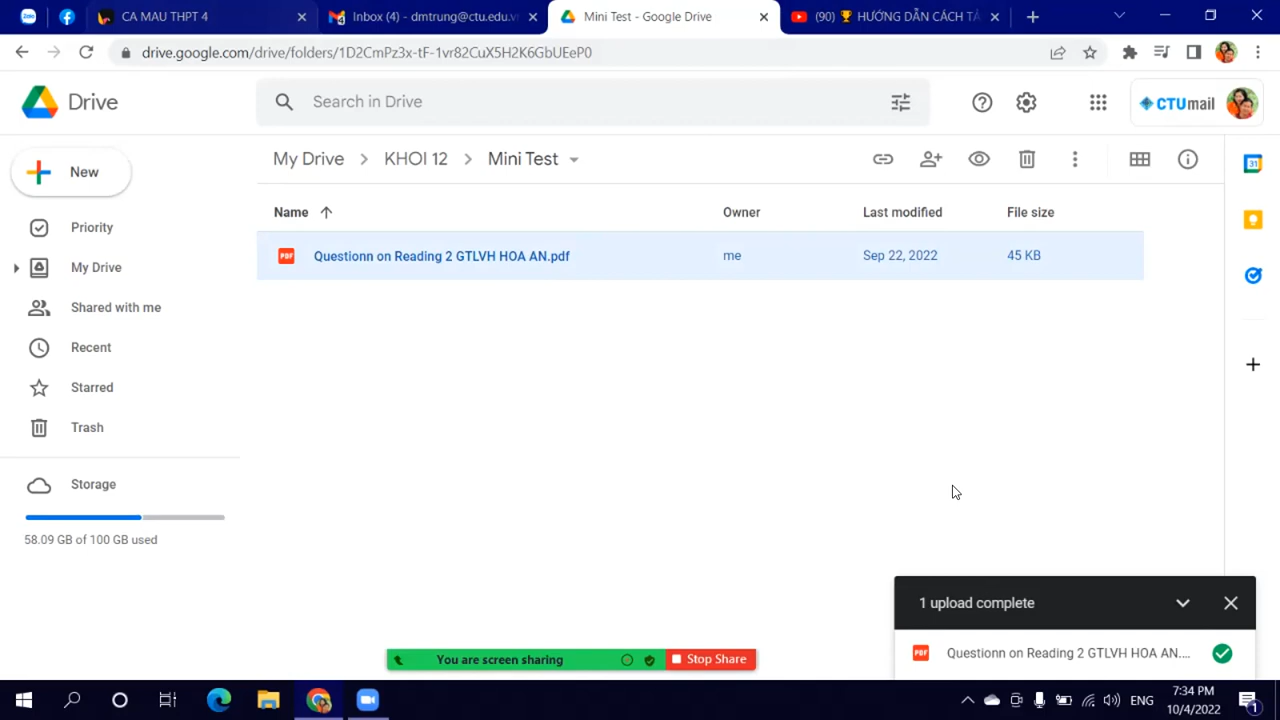 CA MAU THPT 4
Inbox (4) - dmtrung@ctu.edu.v
Mini Test - Google Drive
(90) 🏆 HƯỚNG DẪN CÁCH TẢ
drive.google.com/drive/folders/1D2CmPz3x-tF-1vr82CuX5H2K6GbUEeP0
Drive
Search in Drive
CTUmail
New
My Drive
KHOI 12
Mini Test
Name
Owner
Last modified
File size
PDF
Questionn on Reading 2 GTLVH HOA AN.pdf
me
Sep 22, 2022
45 KB
Priority
My Drive
Shared with me
Recent
Starred
Trash
Storage
58.09 GB of 100 GB used
31
1 upload complete
PDF
Questionn on Reading 2 GTLVH HOA AN....
You are screen sharing
Stop Share
ENG
7:34 PM
10/4/2022
1